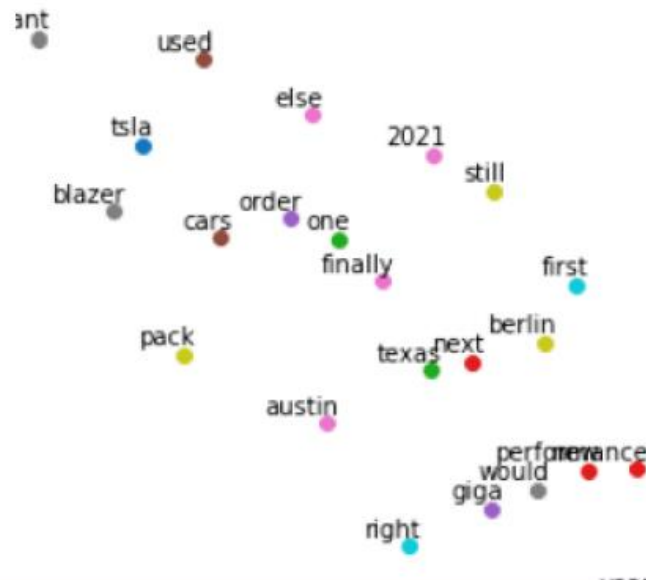 ant
used
else
tsla
2021
still
blazer
order
cars
one
finally
first
berlin
pack
next
texas
austin
would
giga
right